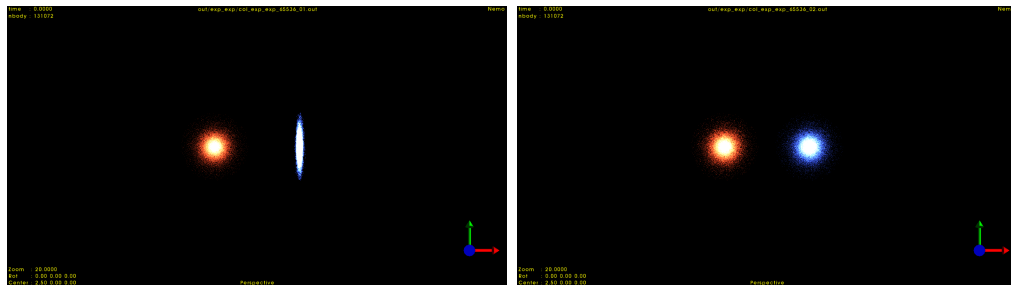 time : 0.0000
nbody : 131072
out/exp_exp/col_exp_exp_65536_01.out
Nemo
Zoom : 20.0000
Rot : 0.00 0.00 0.00
Center : 2.50 0.00 0.00
Perspective
time : 0.0000
nbody : 131072
out/exp_exp/col_exp_exp_65536_02.out
Nem
Zoom : 20.0000
Rot : 0.00 0.00 0.00
Center : 2.50 0.00 0.00
Perspective